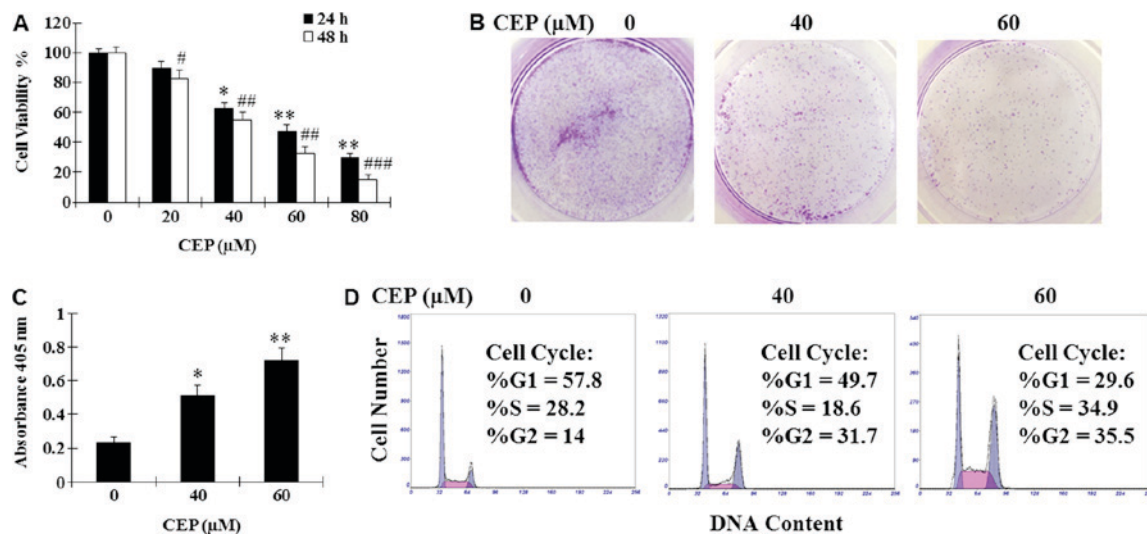 A
24 h
48 h
Cell Viability %
120
100
80
60
40
20
0
#
*
##
**
##
**
###
0 20 40 60 80
CEP (µM)
B
CEP (µM) 0 40 60
C
Absorbance 405 nm
1
0.8
0.6
0.4
0.2
0
*
**
0 40 60
CEP (µM)
D
CEP (µM) 0 40 60
Cell Number
Cell Cycle:
%G1 = 57.8
%S = 28.2
%G2 = 14
Cell Cycle:
%G1 = 49.7
%S = 18.6
%G2 = 31.7
Cell Cycle:
%G1 = 29.6
%S = 34.9
%G2 = 35.5
DNA Content